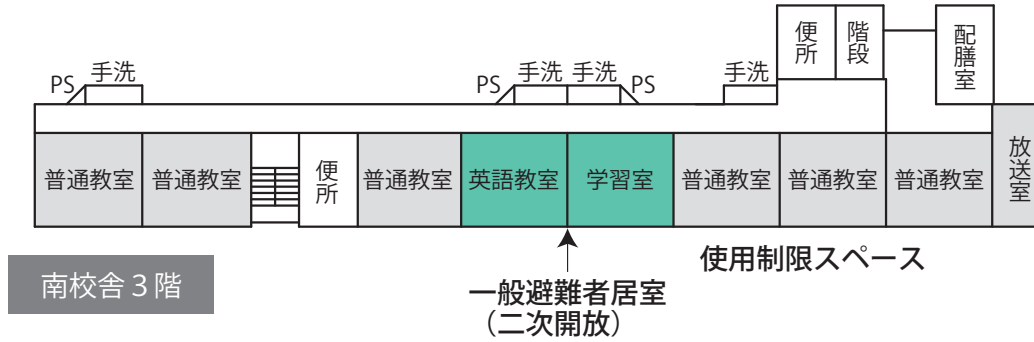 便所
階段
配膳室
PS
手洗
PS
手洗
手洗
PS
手洗
普通教室
普通教室
便所
普通教室
英語教室
学習室
普通教室
普通教室
普通教室
放送室
使用制限スペース
南校舎3階
一般避難者居室
（二次開放）